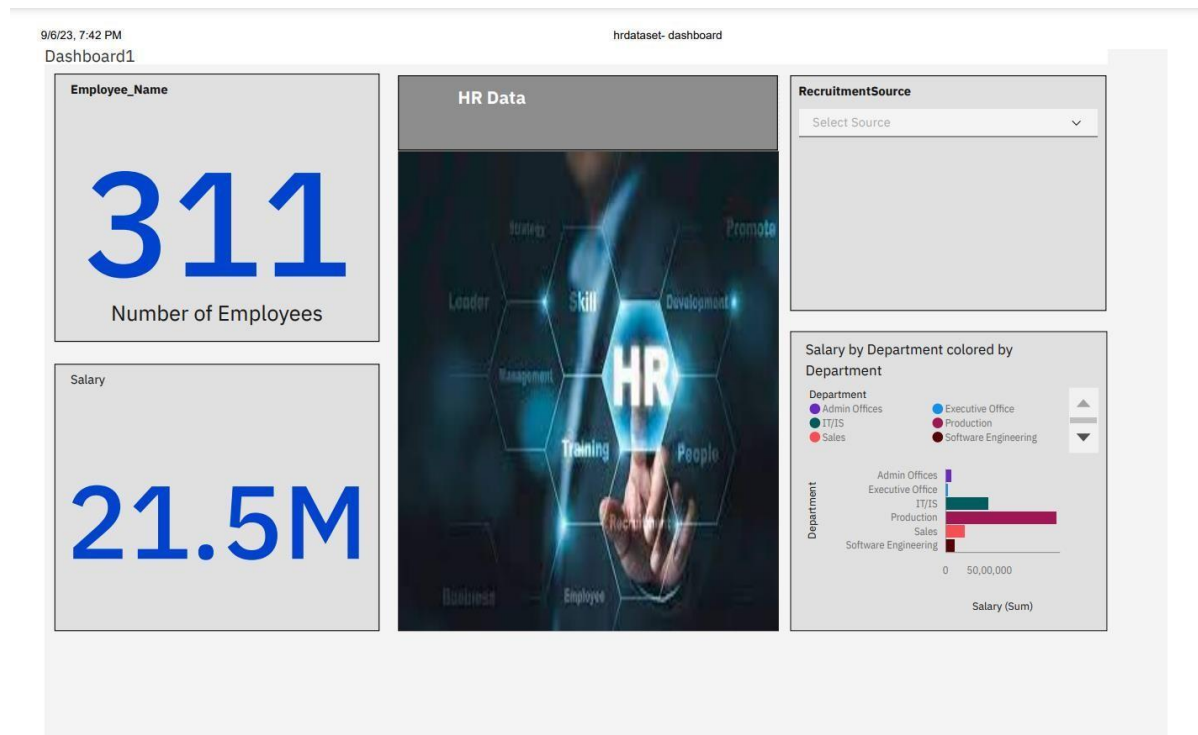 9/6/23, 7:42 PM
hrdataset- dashboard
Dashboard1
Employee_Name
311
Number of Employees
Salary
21.5M
HR Data
Strategy
Promote
Leader
Skill
Development
Management
HR
Training
People
Recruitment
Business
Employee
RecruitmentSource
Select Source
Salary by Department colored by
Department
Department
Admin Offices
Executive Office
IT/IS
Production
Sales
Software Engineering
Department
Admin Offices
Executive Office
IT/IS
Production
Sales
Software Engineering
0 50,00,000
Salary (Sum)